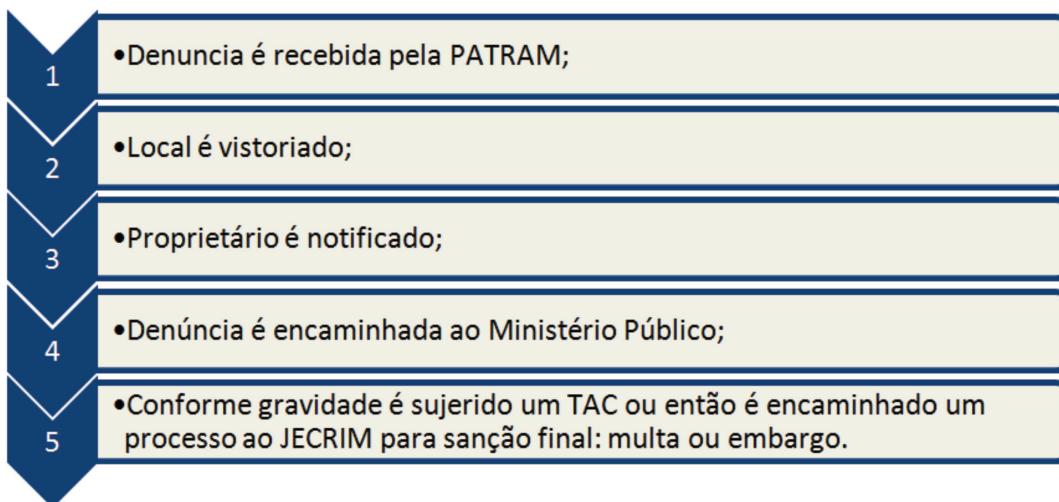 1
•Denuncia é recebida pela PATRAM;
2
•Local é vistoriado;
3
•Proprietário é notificado;
4
•Denúncia é encaminhada ao Ministério Público;
5
•Conforme gravidade é sujerido um TAC ou então é encaminhado um
processo ao JECRIM para sanção final: multa ou embargo.